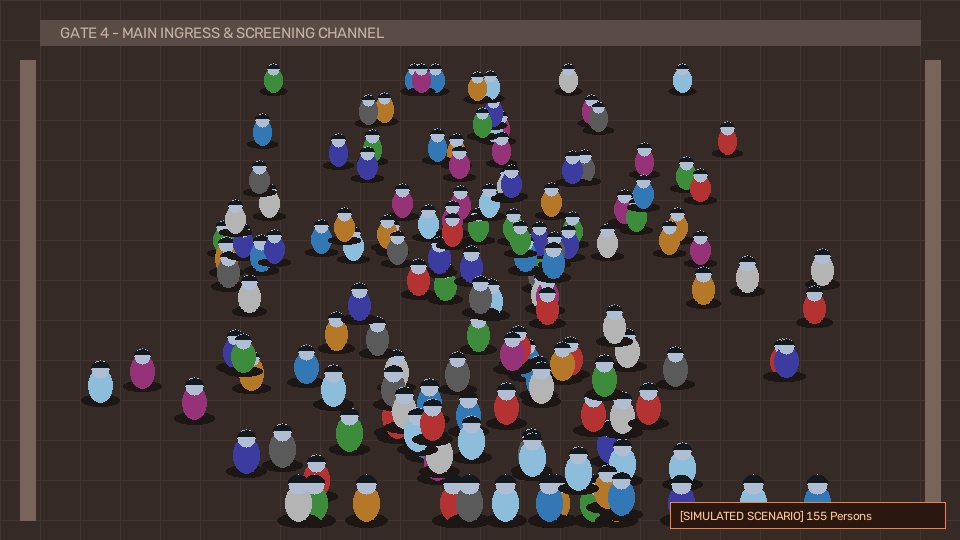 GATE 4 - MAIN INGRESS & SCREENING CHANNEL
[SIMULATED SCENARIO] 155 Persons